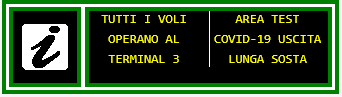 TUTTI I VOLI
OPERANO AL
TERMINAL 3
AREA TEST
COVID-19 USCITA
LUNGA SOSTA